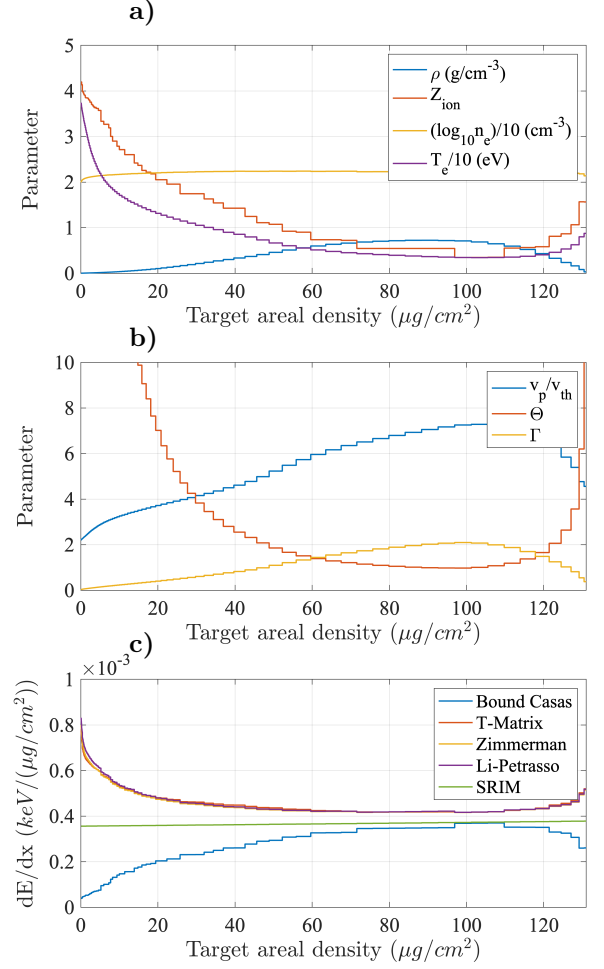 a)
5
4
3
2
1
0
Parameter
ρ (g/cm⁻³)
Z_ion
(log₁₀n_e)/10 (cm⁻³)
T_e/10 (eV)
0 20 40 60 80 100 120
Target areal density (μg/cm²)
b)
10
8
6
4
2
0
Parameter
v_p/v_th
Θ
Γ
0 20 40 60 80 100 120
Target areal density (μg/cm²)
c)
×10⁻³
1
0.8
0.6
0.4
0.2
0
dE/dx (keV/(μg/cm²))
Bound Casas
T-Matrix
Zimmerman
Li-Petrasso
SRIM
0 20 40 60 80 100 120
Target areal density (μg/cm²)